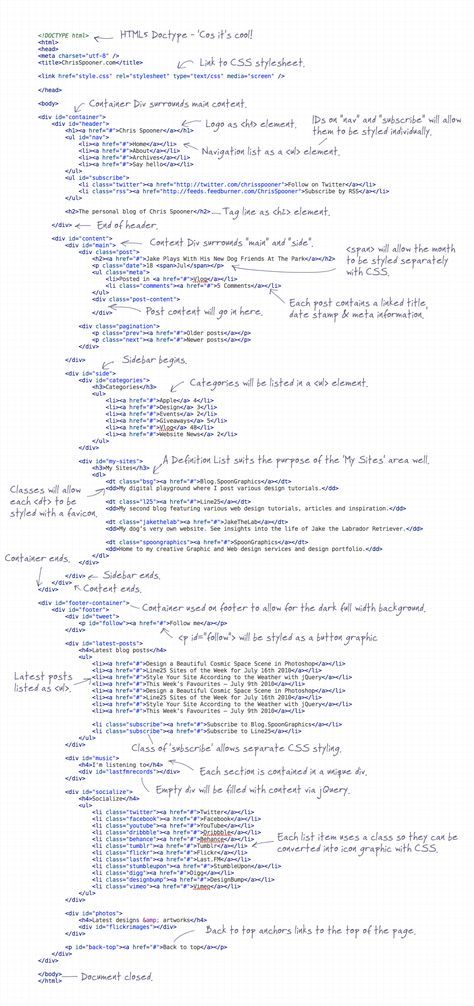 <!DOCTYPE html> HTML5 Doctype - 'Cos it's cool!
<html>
<head>
<meta charset="utf-8" />
<title>ChrisSpooner.com</title>
Link to CSS stylesheet.
<link href="style.css" rel="stylesheet" type="text/css" media="screen" />
</head>
<body>
Container Div surrounds main content.
<div id="container">
<div id="header"> Logo as <h1> element.
IDs on "nav" and "subscribe" will allow
them to be styled individually.
<h1><a href="#">Chris Spooner</a></h1>
<ul id="nav">
<li><a href="#">Home</a></li>
<li><a href="#">About</a></li> Navigation list as a <ul> element.
<li><a href="#">Archives</a></li>
<li><a href="#">Say hello</a></li>
</ul>
<ul id="subscribe">
<li class="twitter"><a href="http://twitter.com/chrisspooner">Follow on Twitter</a></li>
<li class="rss"><a href="http://feeds.feedburner.com/ChrisSpooner">Subscribe by RSS</a></li>
</ul>
<h2>The personal blog of Chris Spooner</h2> Tag line as <h2> element.
</div> End of header.
<div id="content"> Content Div surrounds "main" and "side".
<div id="main">
<div class="post">
<span> will allow the month
to be styled separately
with CSS.
<h2><a href="#">Jake Plays With His New Dog Friends At The Park</a></h2>
<p class="date">18 <span>Jul</span></p>
<ul class="meta">
<li>Posted in <a href="#">Vlog</a></li>
<li class="comments"><a href="#">5 Comments</a></li>
</ul>
<div class="post-content">
Each post contains a linked title,
date stamp & meta information.
</div> Post content will go in here.
</div>
<div class="pagination">
<p class="prev"><a href="#">Older posts</a></p>
<p class="next"><a href="#">Newer posts</a></p>
</div>
</div> Sidebar begins.
<div id="side">
<div id="categories"> Categories will be listed in a <ul> element.
<h3>Categories</h3>
<ul>
<li><a href="#">Apple</a> 4</li>
<li><a href="#">Design</a> 3</li>
<li><a href="#">Events</a> 2</li>
<li><a href="#">Giveaways</a> 5</li>
<li><a href="#">Vlog</a> 48</li>
<li><a href="#">Website News</a> 2</li>
</ul>
</div>
<div id="my-sites"> A Definition List suits the purpose of the 'My Sites' area well.
<h3>My Sites</h3>
<dl>
<dt class="bsg"><a href="#">Blog.SpoonGraphics</a></dt>
<dd>My digital playground where I post various design tutorials.</dd>
Classes will allow
each <dt> to be
styled with a favicon.
<dt class="l25"><a href="#">Line25</a></dt>
<dd>My second blog featuring various web design tutorials, articles and inspiration.</dd>
<dt class="jakethelab"><a href="#">JakeTheLab</a></dt>
<dd>My dog's very own website. See insights into the life of Jake the Labrador Retriever.</dd>
<dt class="spoongraphics"><a href="#">SpoonGraphics</a></dt>
<dd>Home to my creative Graphic and Web design services and design portfolio.</dd>
</dl>
Container ends.
</div>
</div> Sidebar ends.
</div> Content ends.
</div>
<div id="footer-container"> Container used on footer to allow for the dark full width background.
<div id="footer">
<div id="tweet">
<p id="follow"><a href="#">Follow me</a></p>
</div> <p id="follow"> will be styled as a button graphic
<div id="latest-posts">
<h4>Latest blog posts</h4>
<ul>
<li><a href="#">Design a Beautiful Cosmic Space Scene in Photoshop</a></li>
<li><a href="#">Line25 Sites of the Week for July 16th 2010</a></li>
Latest posts
listed as <ul>.
<li><a href="#">Style Your Site According to the Weather with jQuery</a></li>
<li><a href="#">This Week's Favourites – July 9th 2010</a></li>
<li><a href="#">Design a Beautiful Cosmic Space Scene in Photoshop</a></li>
<li><a href="#">Line25 Sites of the Week for July 16th 2010</a></li>
<li><a href="#">Style Your Site According to the Weather with jQuery</a></li>
<li><a href="#">This Week's Favourites – July 9th 2010</a></li>
<li class="subscribe"><a href="#">Subscribe to Blog.SpoonGraphics</a></li>
<li class="subscribe"><a href="#">Subscribe to Line25</a></li>
</ul>
</div> Class of 'subscribe' allows separate CSS styling.
<div id="music">
<h4>I'm listening to</h4> Each section is contained in a unique div.
<div id="lastfmrecords"></div>
</div> Empty div will be filled with content via jQuery.
<div id="socialize">
<h4>Socialize</h4>
<ul>
<li class="twitter"><a href="#">Twitter</a></li>
<li class="facebook"><a href="#">Facebook</a></li>
<li class="youtube"><a href="#">YouTube</a></li>
<li class="dribbble"><a href="#">Dribbble</a></li>
<li class="behance"><a href="#">Behance</a></li>
<li class="tumblr"><a href="#">Tumblr</a></li>
Each list item uses a class so they can be
converted into icon graphic with CSS.
<li class="flickr"><a href="#">Flickr</a></li>
<li class="lastfm"><a href="#">Last.FM</a></li>
<li class="stumbleupon"><a href="#">StumbleUpon</a></li>
<li class="digg"><a href="#">Digg</a></li>
<li class="designbump"><a href="#">DesignBump</a></li>
<li class="vimeo"><a href="#">Vimeo</a></li>
</ul>
</div>
<div id="photos">
<h4>Latest designs &amp; artworks</h4>
<div id="flickrimages"></div>
</div> Back to top anchors links to the top of the page.
<p id="back-top"><a href="#">Back to top</a></p>
</div>
</div>
</body>
</html> Document closed.